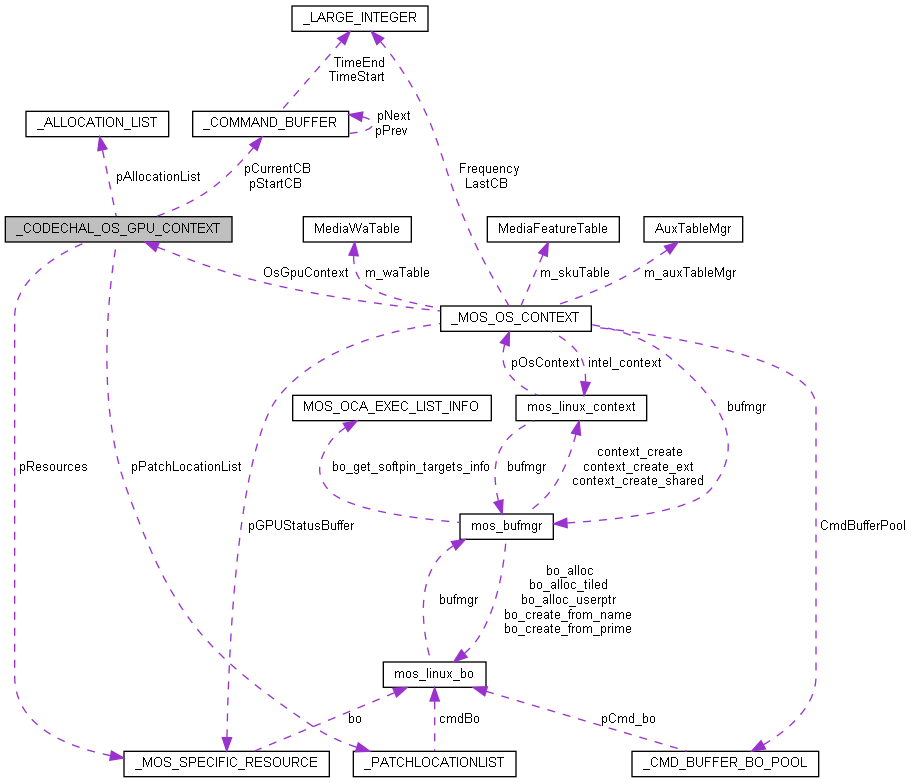 _LARGE_INTEGER
TimeEnd
TimeStart
_ALLOCATION_LIST
_COMMAND_BUFFER
pNext
pPrev
pAllocationList
pCurrentCB
pStartCB
Frequency
LastCB
_CODECHAL_OS_GPU_CONTEXT
MediaWaTable
MediaFeatureTable
AuxTableMgr
OsGpuContext
m_waTable
m_skuTable
m_auxTableMgr
_MOS_OS_CONTEXT
pOsContext
intel_context
MOS_OCA_EXEC_LIST_INFO
mos_linux_context
bufmgr
pResources
pPatchLocationList
bo_get_softpin_targets_info
bufmgr
context_create
context_create_ext
context_create_shared
pGPUStatusBuffer
mos_bufmgr
CmdBufferPool
bufmgr
bo_alloc
bo_alloc_tiled
bo_alloc_userptr
bo_create_from_name
bo_create_from_prime
mos_linux_bo
bo
cmdBo
pCmd_bo
_MOS_SPECIFIC_RESOURCE
_PATCHLOCATIONLIST
_CMD_BUFFER_BO_POOL